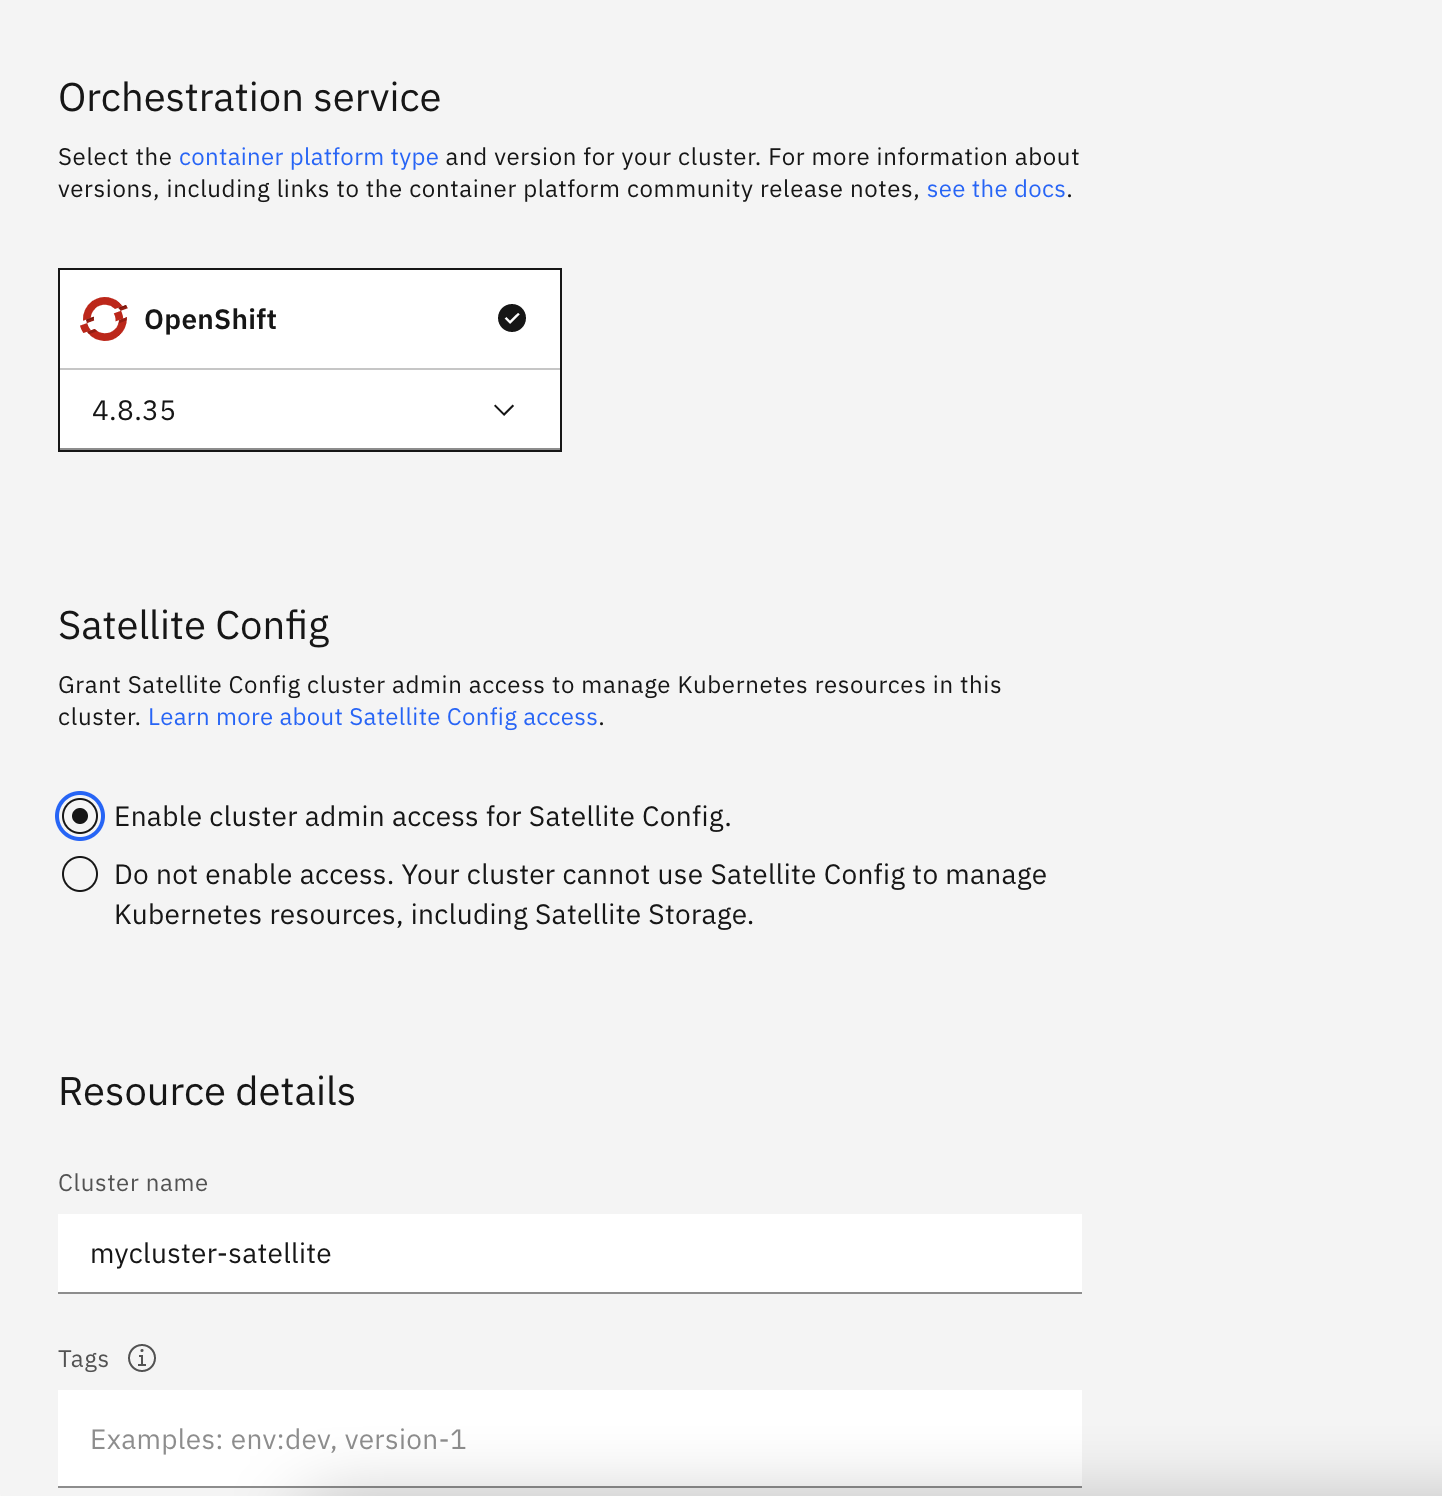 Orchestration service
Select the container platform type and version for your cluster. For more information about
versions, including links to the container platform community release notes, see the docs.
OpenShift
4.8.35
Satellite Config
Grant Satellite Config cluster admin access to manage Kubernetes resources in this
cluster. Learn more about Satellite Config access.
Enable cluster admin access for Satellite Config.
Do not enable access. Your cluster cannot use Satellite Config to manage
Kubernetes resources, including Satellite Storage.
Resource details
Cluster name
mycluster-satellite
Tags
Examples: env:dev, version-1